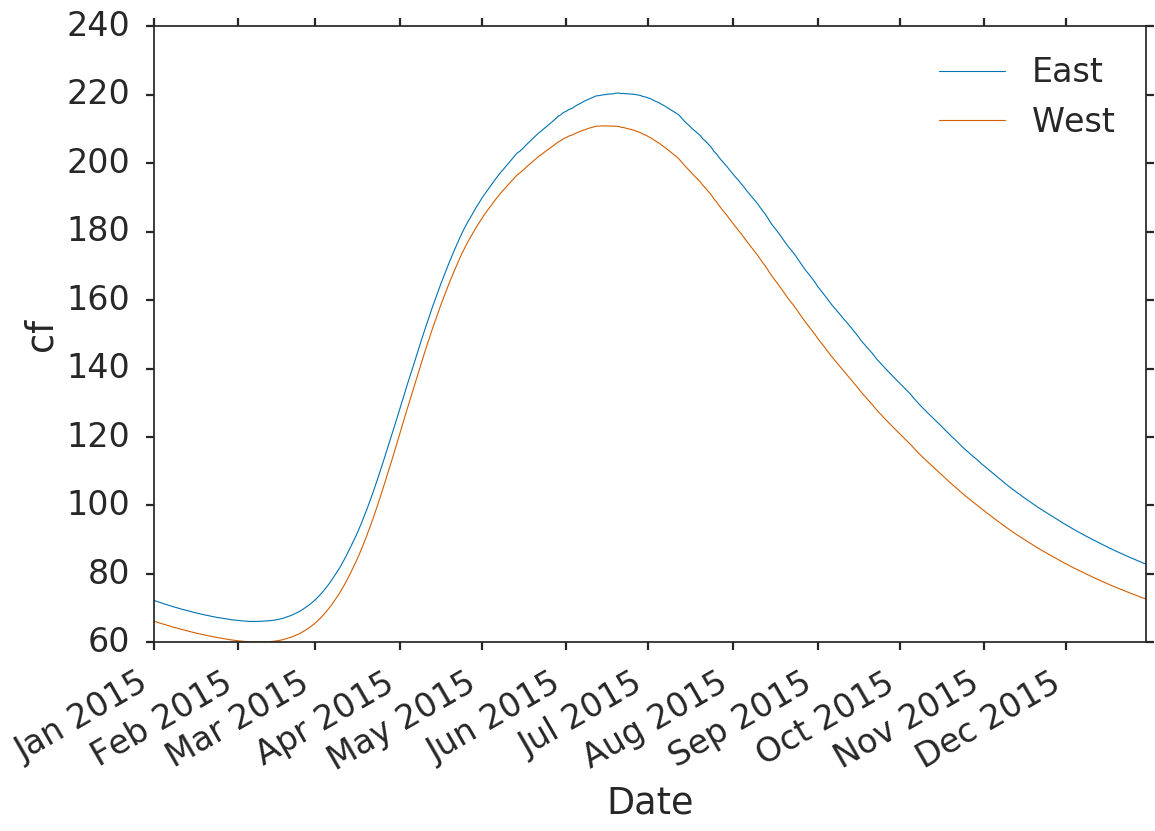 240
220
200
180
160
140
120
100
80
60
cf
East
West
Jan 2015
Feb 2015
Mar 2015
Apr 2015
May 2015
Jun 2015
Jul 2015
Aug 2015
Sep 2015
Oct 2015
Nov 2015
Dec 2015
Date